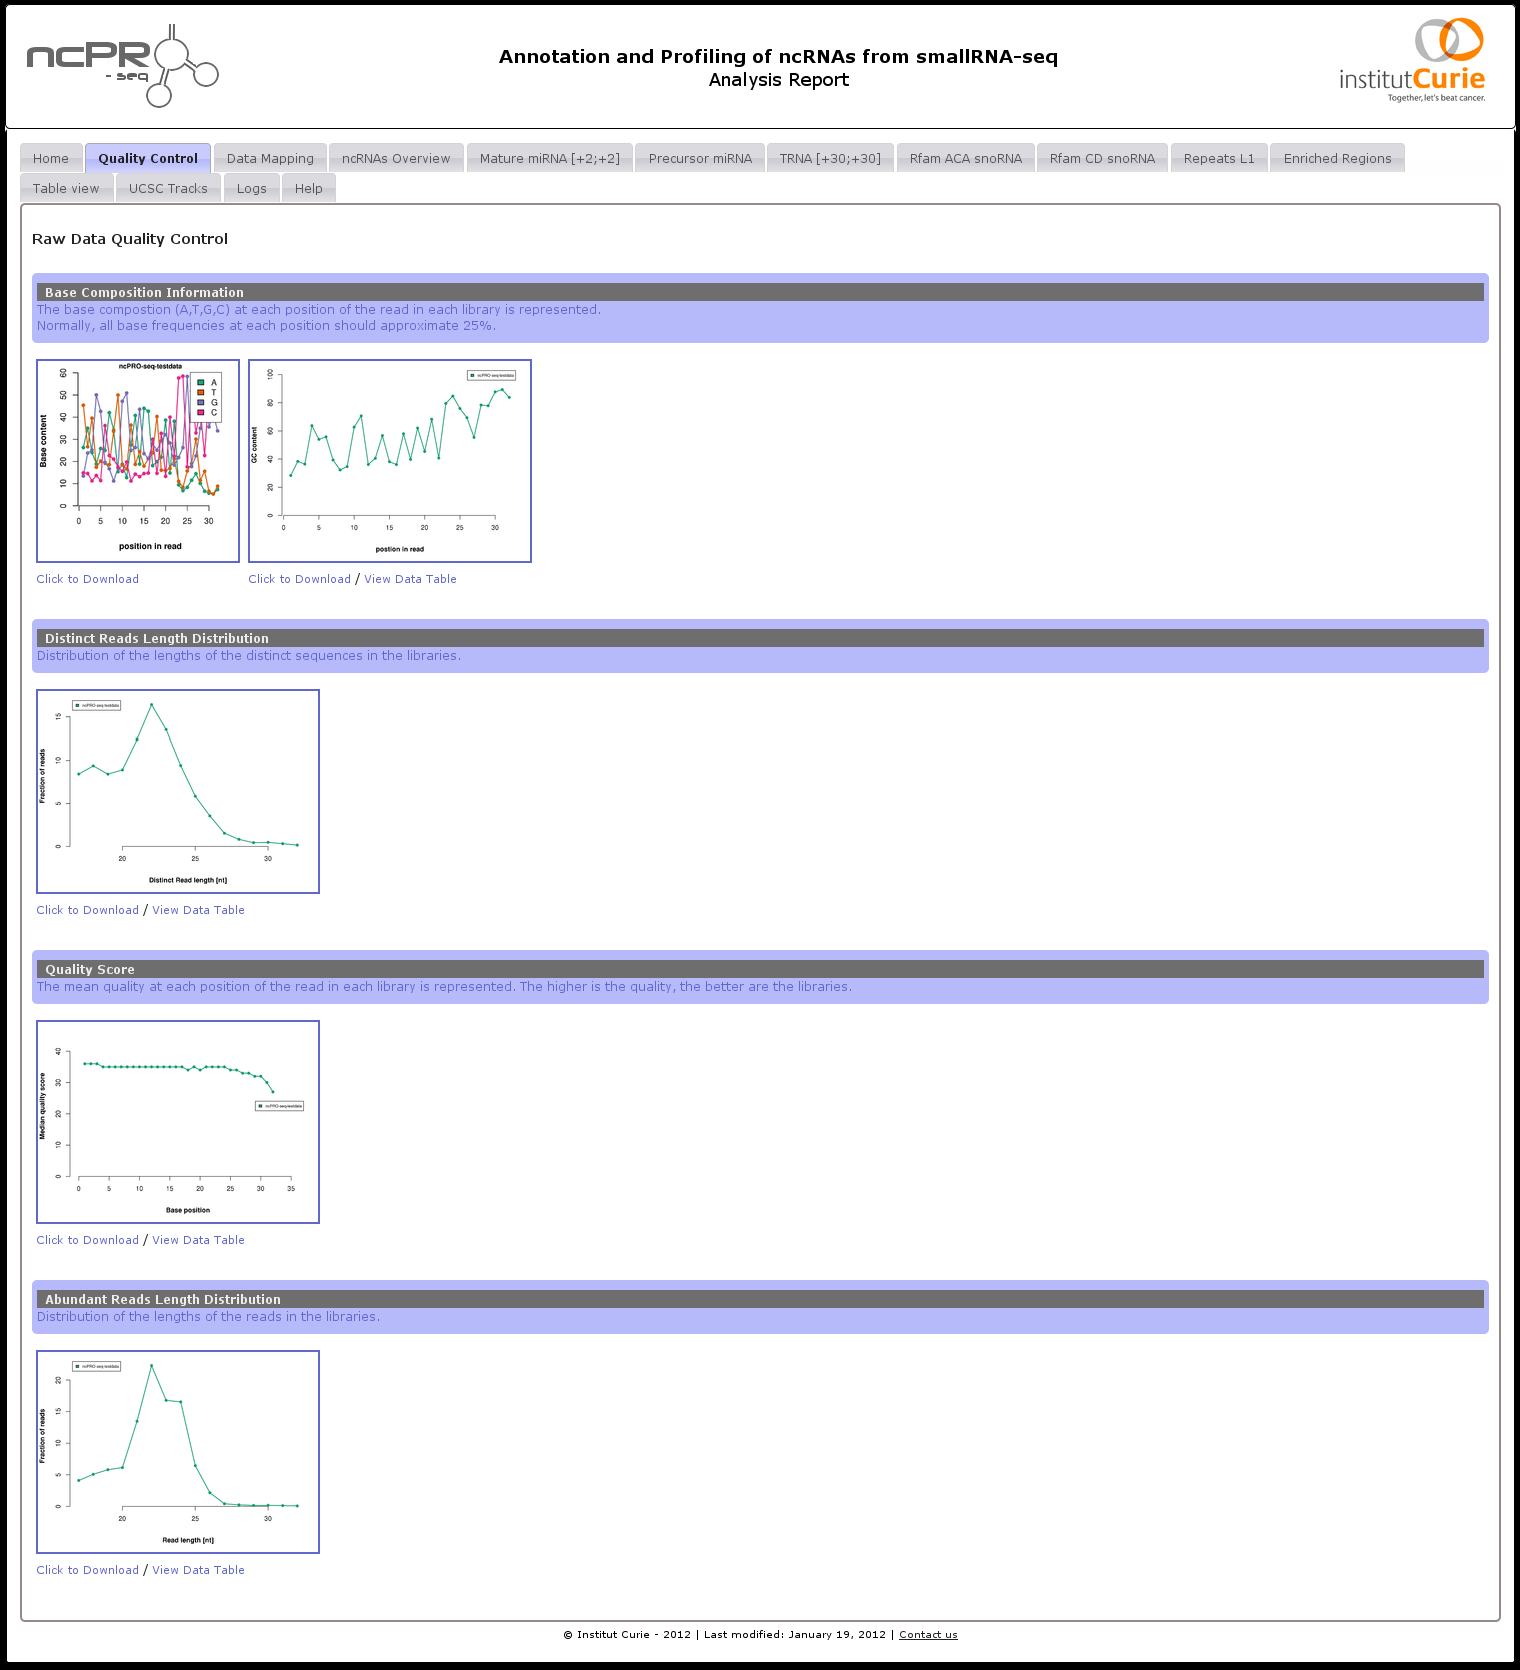 ncPRO
- seq
Annotation and Profiling of ncRNAs from smallRNA-seq
Analysis Report
institutCurie
Together, let's beat cancer.
Home Quality Control Data Mapping ncRNAs Overview Mature miRNA [+2;+2] Precursor miRNA TRNA [+30;+30] Rfam ACA snoRNA Rfam CD snoRNA Repeats L1 Enriched Regions
Table view UCSC Tracks Logs Help
Raw Data Quality Control
Base Composition Information
The base compostion (A,T,G,C) at each position of the read in each library is represented.
Normally, all base frequencies at each position should approximate 25%.
ncPRO-seq-testdata
A
T
G
C
Base content
0 10 20 30 40 50 60
0 5 10 15 20 25 30
position in read
ncPRO-seq-testdata
GC content
0 20 40 60 80 100
0 5 10 15 20 25 30
postion in read
Click to Download
Click to Download / View Data Table
Distinct Reads Length Distribution
Distribution of the lengths of the distinct sequences in the libraries.
ncPRO-seq-testdata
Fraction of reads
0 5 10 15
20 25 30
Distinct Read length [nt]
Click to Download / View Data Table
Quality Score
The mean quality at each position of the read in each library is represented. The higher is the quality, the better are the libraries.
Median quality score
0 10 20 30 40
ncPRO-seq-testdata
0 5 10 15 20 25 30 35
Base position
Click to Download / View Data Table
Abundant Reads Length Distribution
Distribution of the lengths of the reads in the libraries.
ncPRO-seq-testdata
Fraction of reads
0 5 10 15 20
20 25 30
Read length [nt]
Click to Download / View Data Table
© Institut Curie - 2012 | Last modified: January 19, 2012 | Contact us